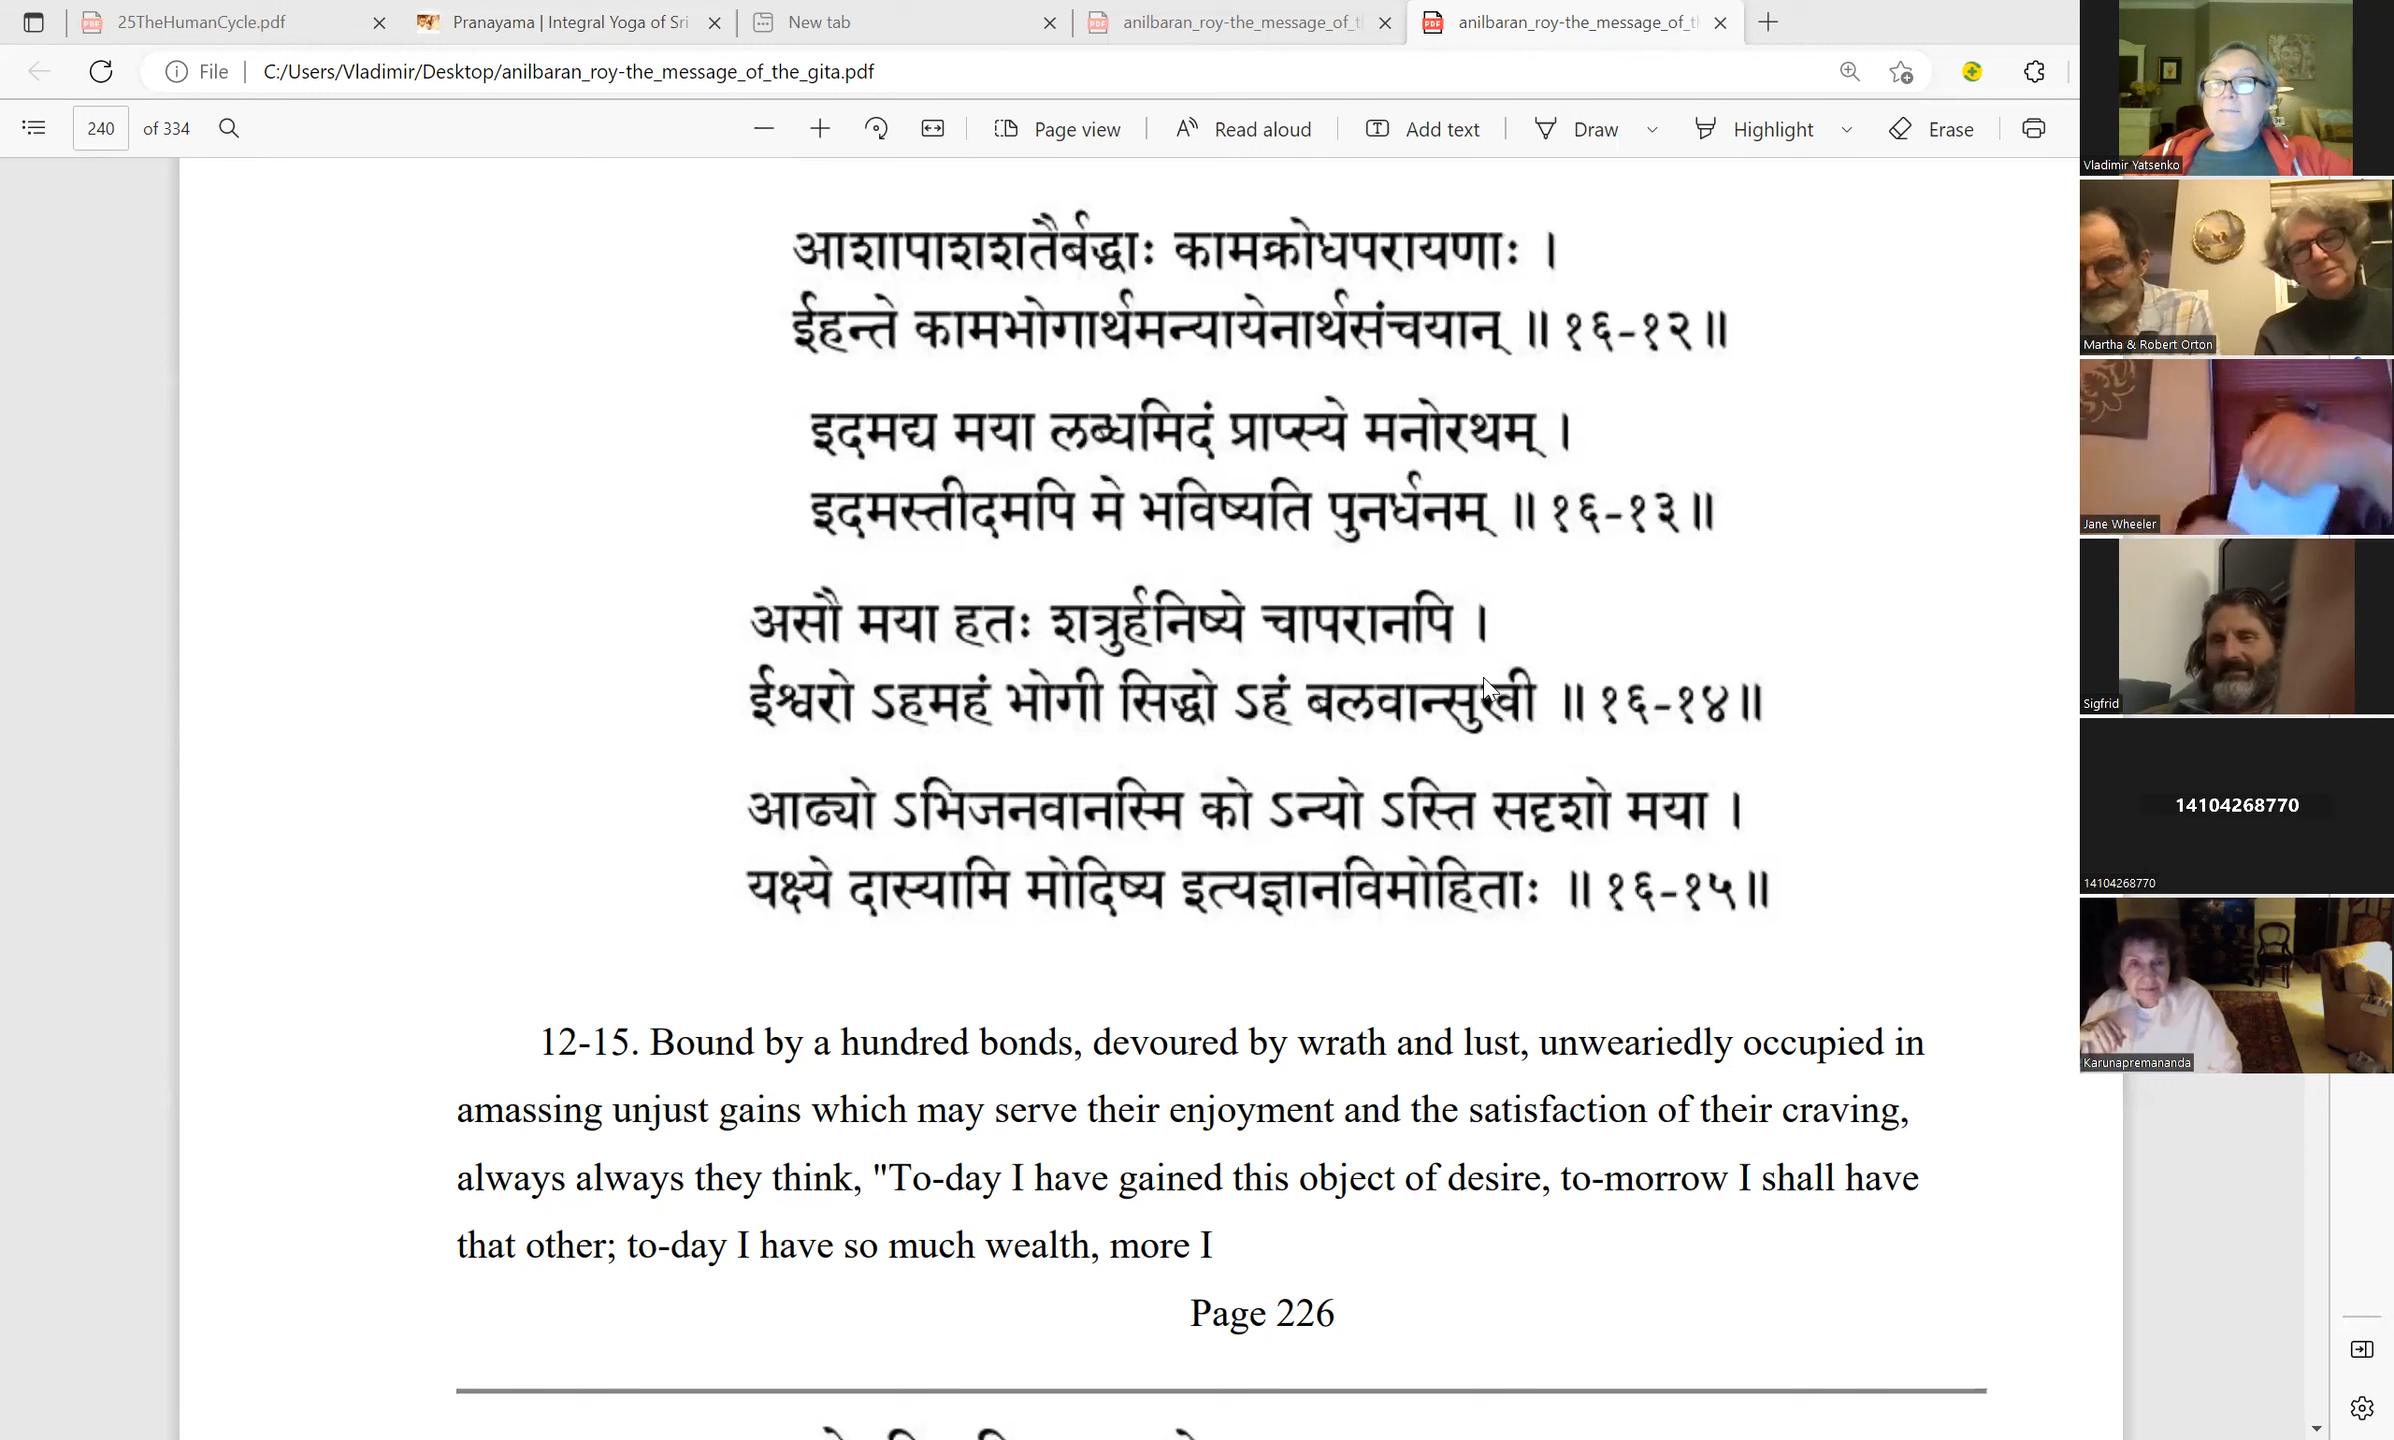 25TheHumanCycle.pdf
Pranayama | Integral Yoga of Sri
New tab
anilbaran_roy-the_message_of_t
anilbaran_roy-the_message_of_t
File
C:/Users/Vladimir/Desktop/anilbaran_roy-the_message_of_the_gita.pdf
240 of 334
Page view
Read aloud
Add text
Draw
Highlight
Erase
आशापाशशतैर्बद्धाः कामक्रोधपरायणाः ।
ईहन्ते कामभोगार्थमन्यायेनार्थसंचयान् ॥ १६-१२॥
इदमद्य मया लब्धमिदं प्राप्स्ये मनोरथम् ।
इदमस्तीदमपि मे भविष्यति पुनर्धनम् ॥ १६-१३॥
असौ मया हतः शत्रुर्हनिष्ये चापरानपि ।
ईश्वरो ऽहमहं भोगी सिद्धो ऽहं बलवान्सुखी ॥ १६-१४॥
आढ्यो ऽभिजनवानस्मि को ऽन्यो ऽस्ति सदृशो मया ।
यक्ष्ये दास्यामि मोदिष्य इत्यज्ञानविमोहिताः ॥ १६-१५॥
12-15. Bound by a hundred bonds, devoured by wrath and lust, unweariedly occupied in
amassing unjust gains which may serve their enjoyment and the satisfaction of their craving,
always always they think, "To-day I have gained this object of desire, to-morrow I shall have
that other; to-day I have so much wealth, more I
Page 226
Vladimir Yatsenko
Martha & Robert Orton
Jane Wheeler
Sigfrid
14104268770
14104268770
Karunapremananda